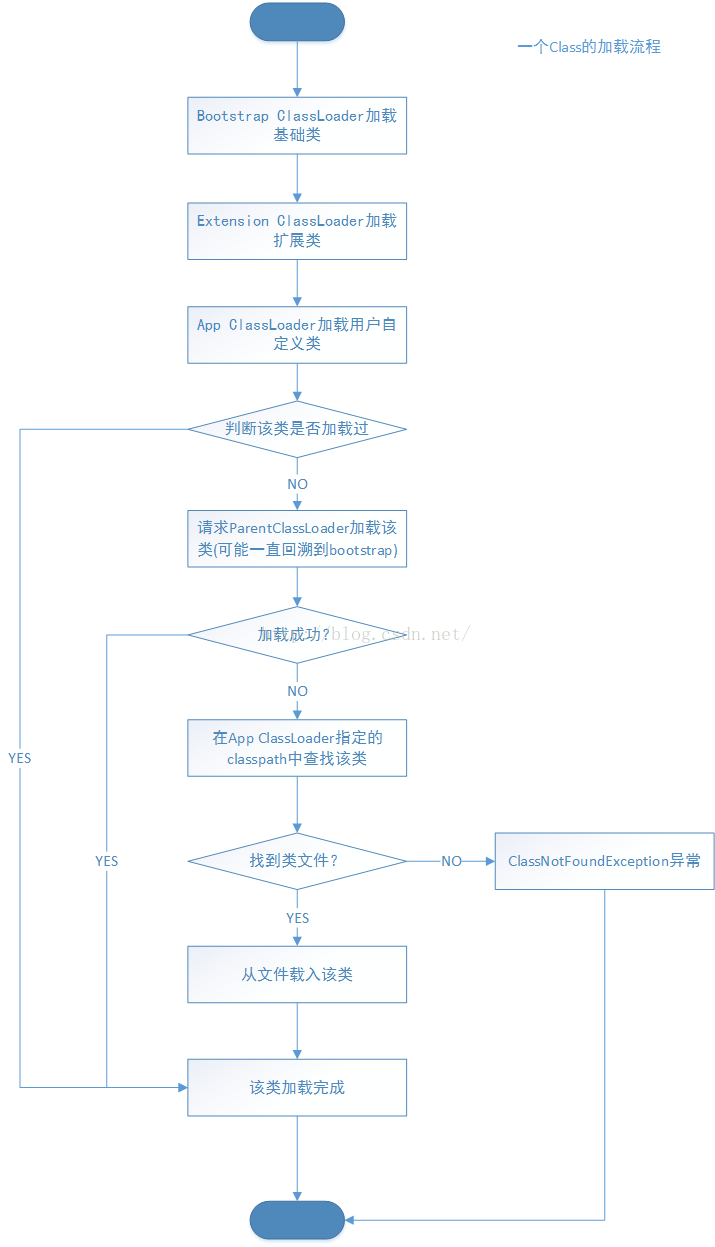 一个Class的加载流程
Bootstrap ClassLoader加载
基础类
Extension ClassLoader加载
扩展类
App ClassLoader加载用户自
定义类
判断该类是否加载过
NO
请求ParentClassLoader加载该
类(可能一直回溯到bootstrap)
加载成功?
/blog.csdn.net/
NO
在App ClassLoader指定的
classpath中查找该类
YES
找到类文件?
NO
ClassNotFoundException异常
YES
YES
从文件载入该类
该类加载完成